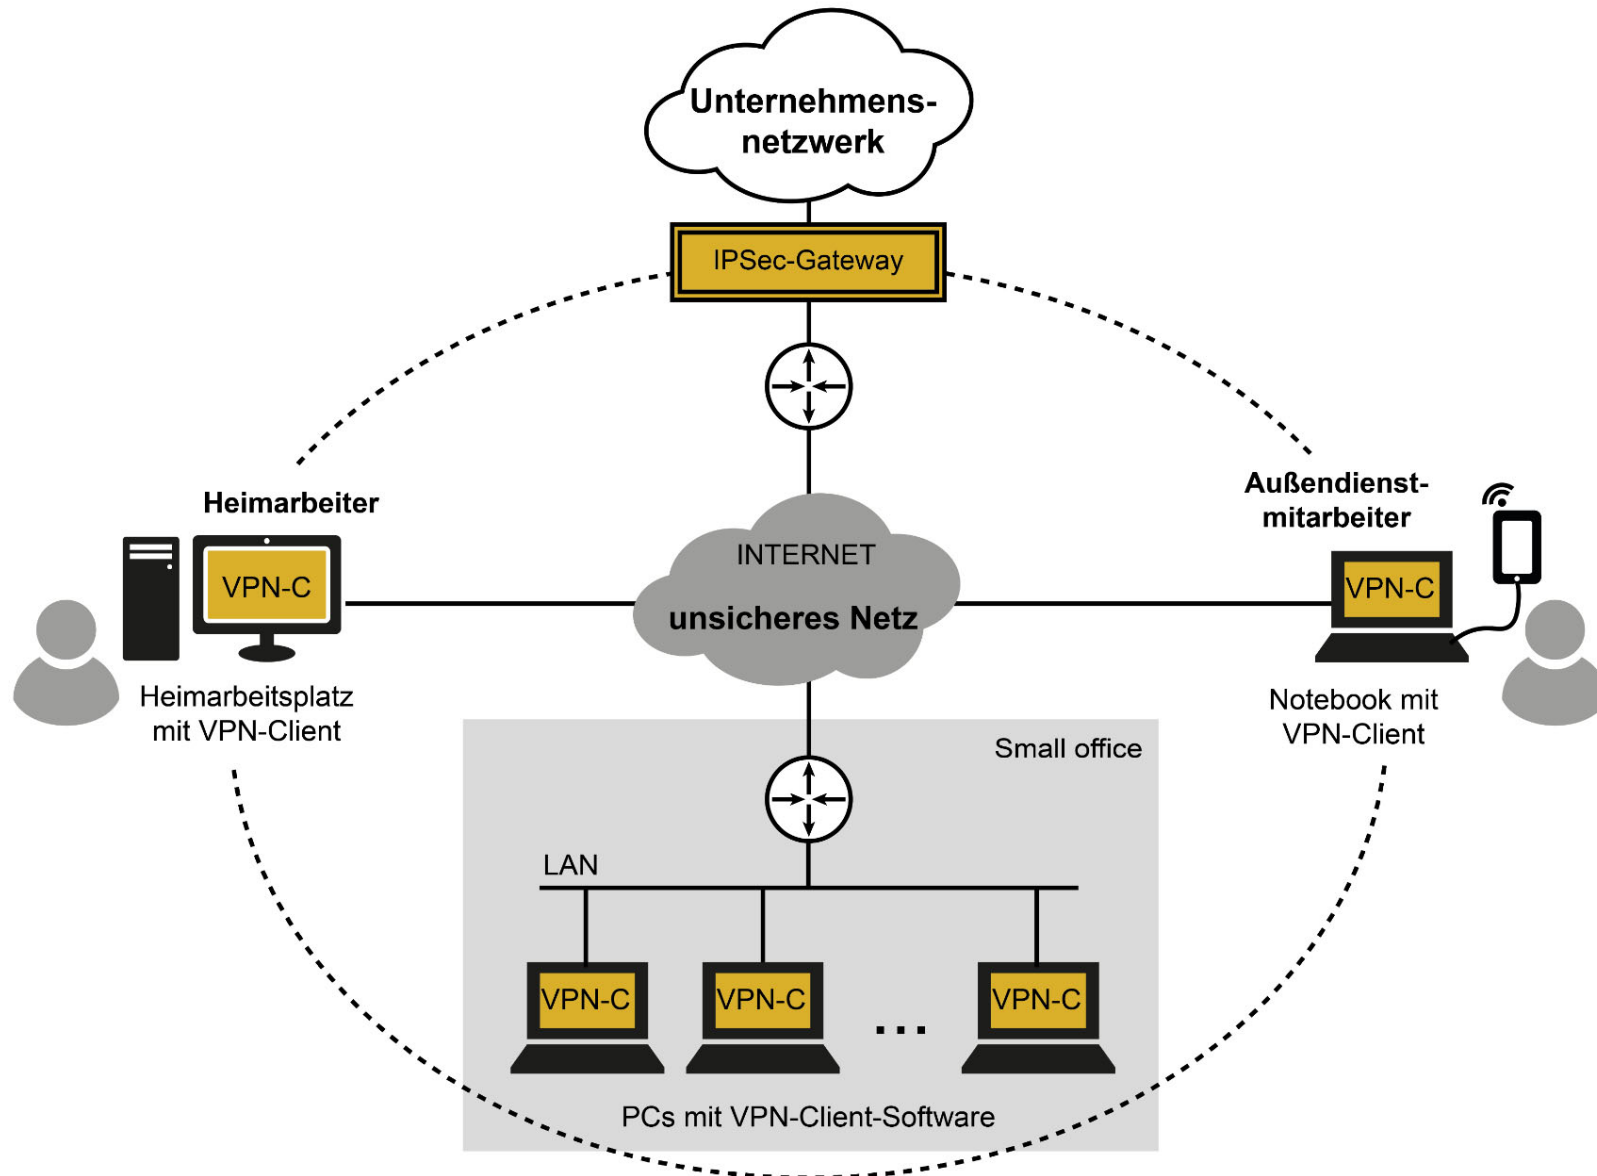 Unternehmens-
netzwerk
IPSec-Gateway
Heimarbeiter
VPN-C
Heimarbeitsplatz
mit VPN-Client
INTERNET
unsicheres Netz
Außendienst-
mitarbeiter
VPN-C
Notebook mit
VPN-Client
Small office
LAN
VPN-C
VPN-C
...
VPN-C
PCs mit VPN-Client-Software